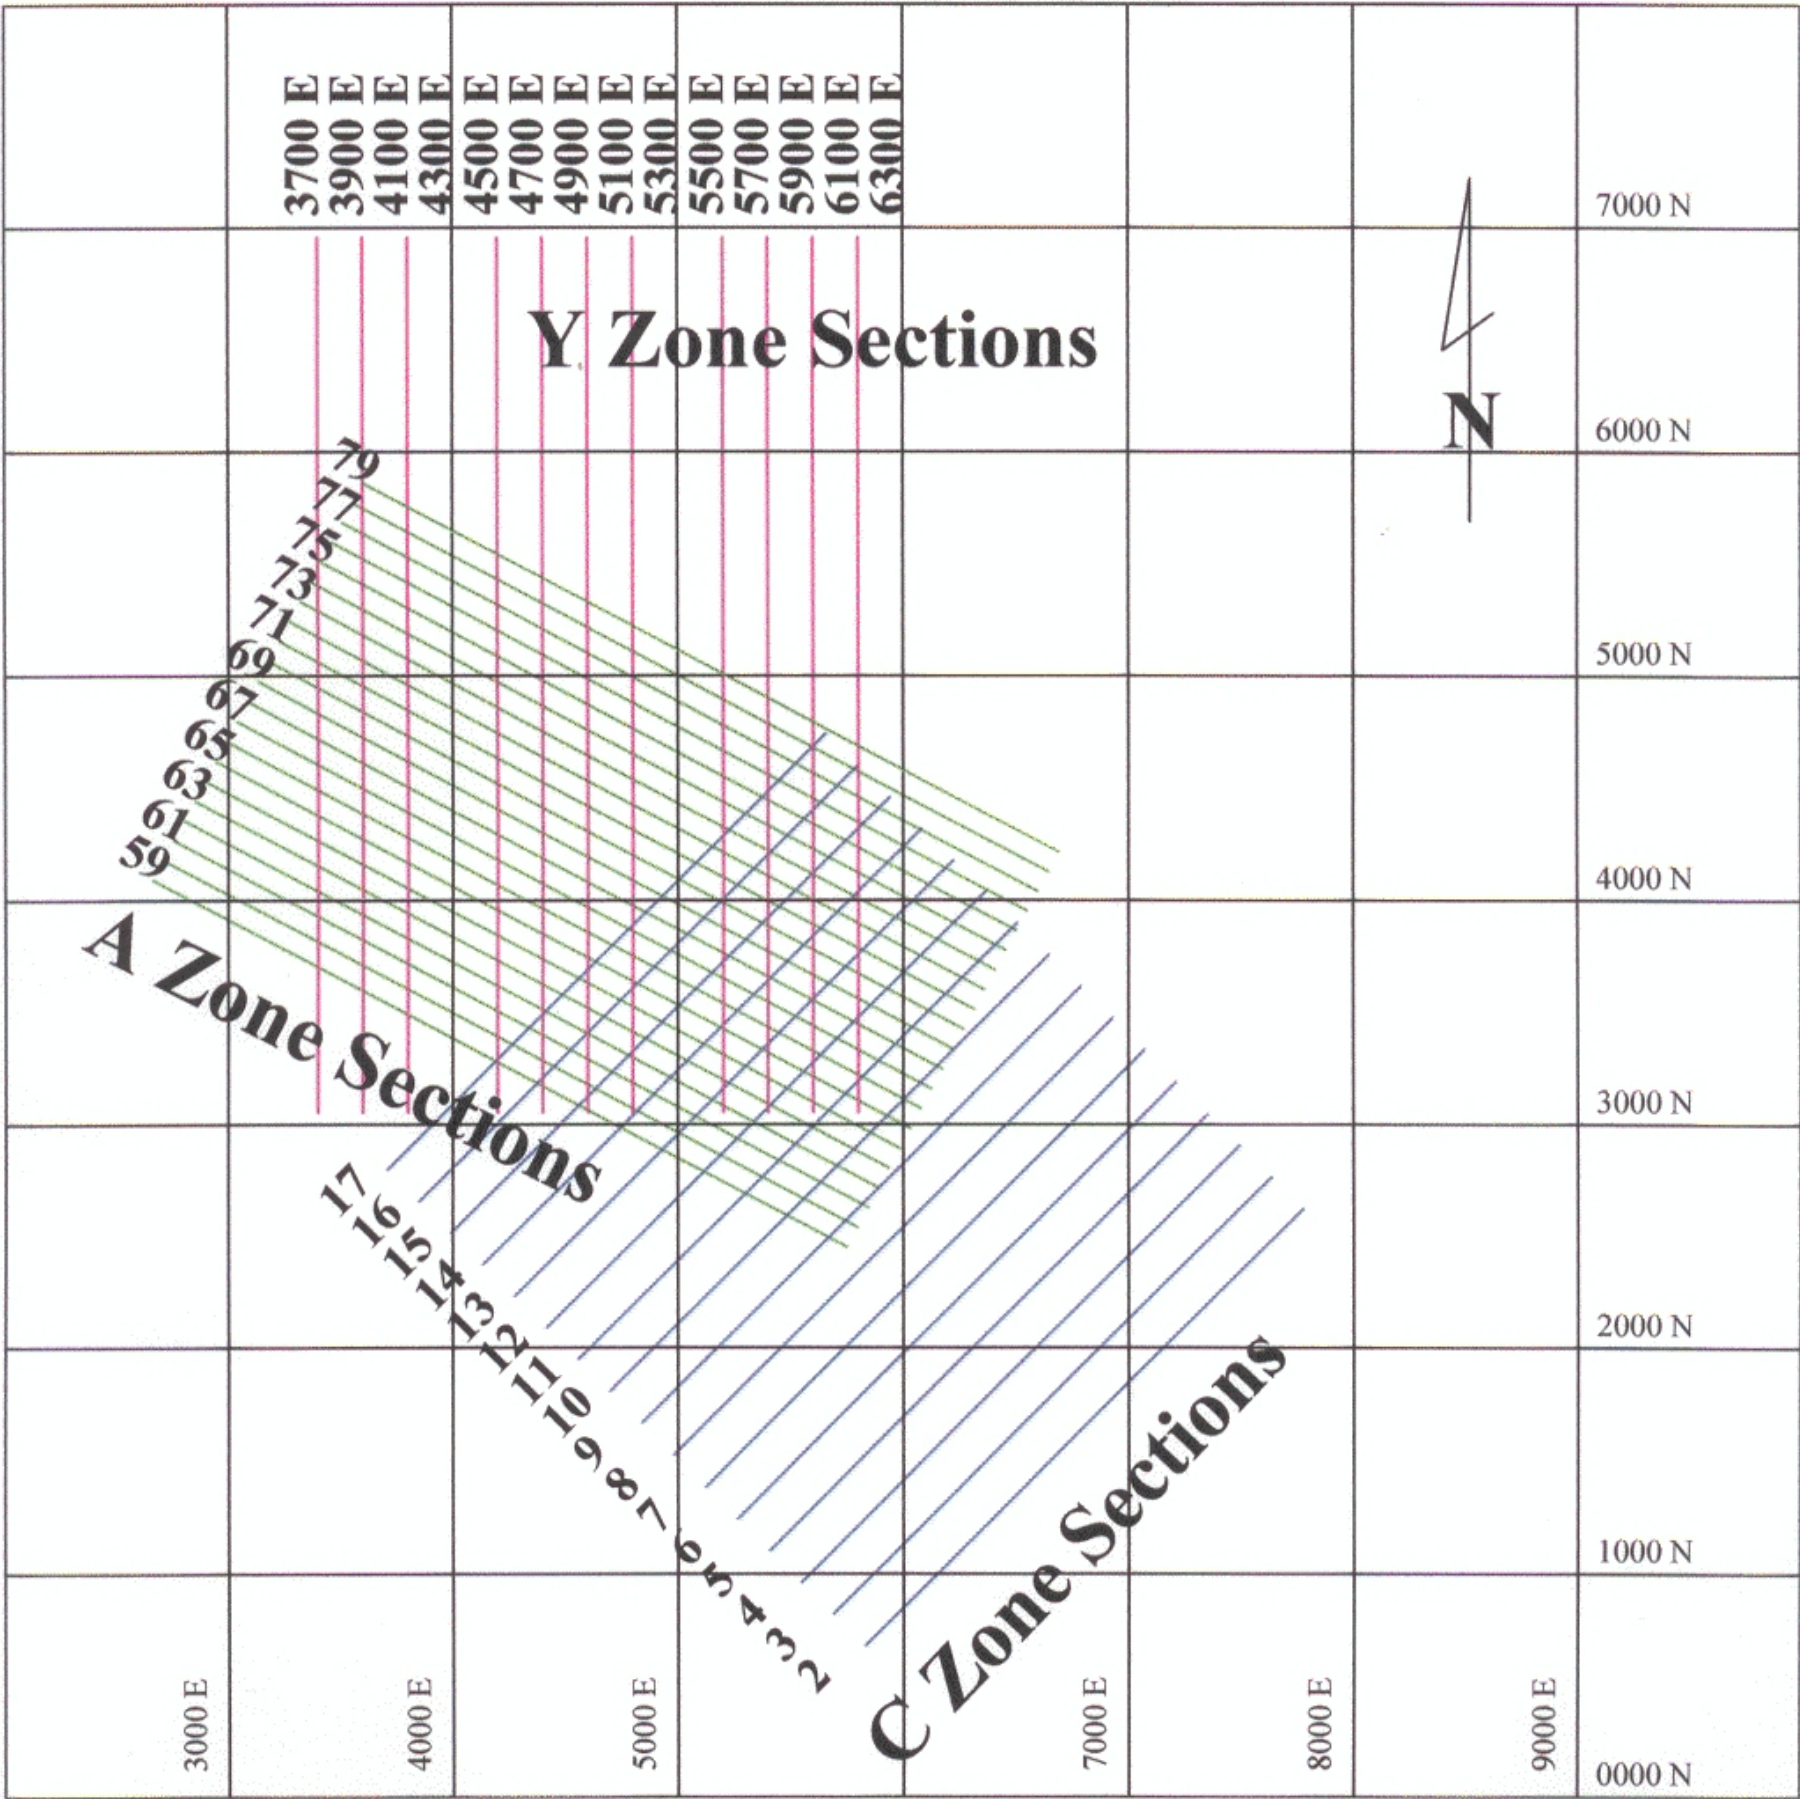 3700 E
3900 E
4100 E
4300 E
4500 E
4700 E
4900 E
5100 E
5300 E
5500 E
5700 E
5900 E
6100 E
6300 E
7000 N
Y Zone Sections
N
6000 N
79
77
75
73
71
69
67
65
63
61
59
5000 N
4000 N
A Zone Sections
3000 N
17
16
15
14
13
12
11
10
9
8
7
6
5
4
3
2
2000 N
C Zone Sections
1000 N
3000 E
4000 E
5000 E
7000 E
8000 E
9000 E
0000 N